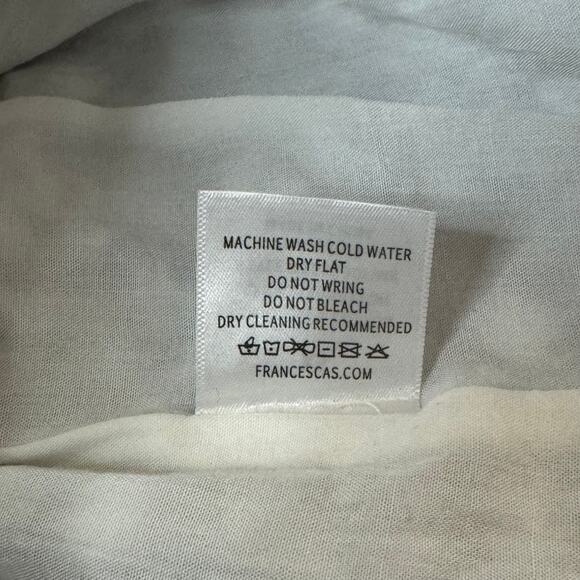 MACHINE WASH COLD WATER
DRY FLAT
DO NOT WRING
DO NOT BLEACH
DRY CLEANING RECOMMENDED
FRANCESCAS.COM